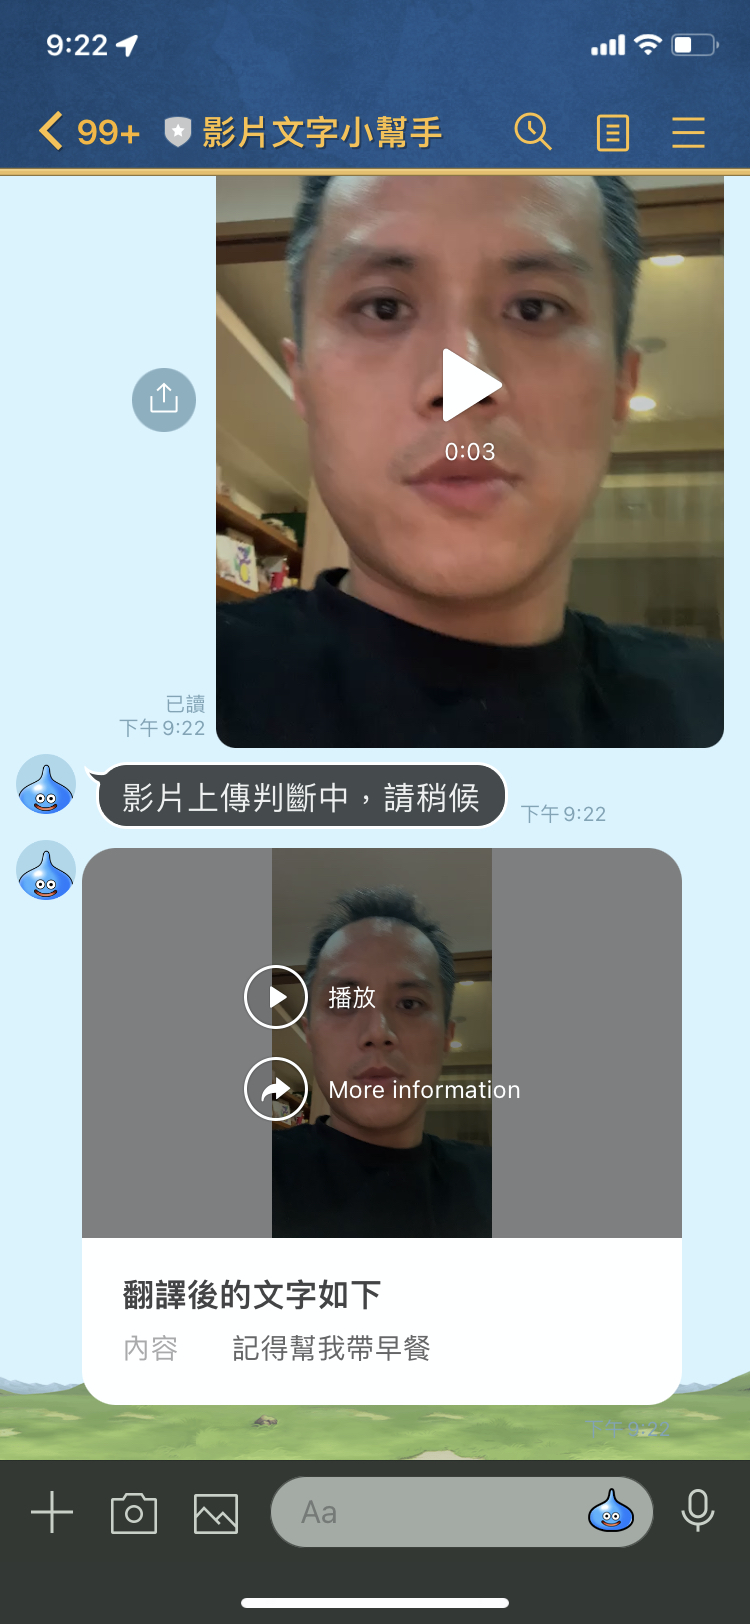 9:22
99+ 影片文字小幫手
0:03
已讀
下午9:22
影片上傳判斷中，請稍候
下午9:22
播放
More information
翻譯後的文字如下
內容 記得幫我帶早餐
下午9:22
Aa